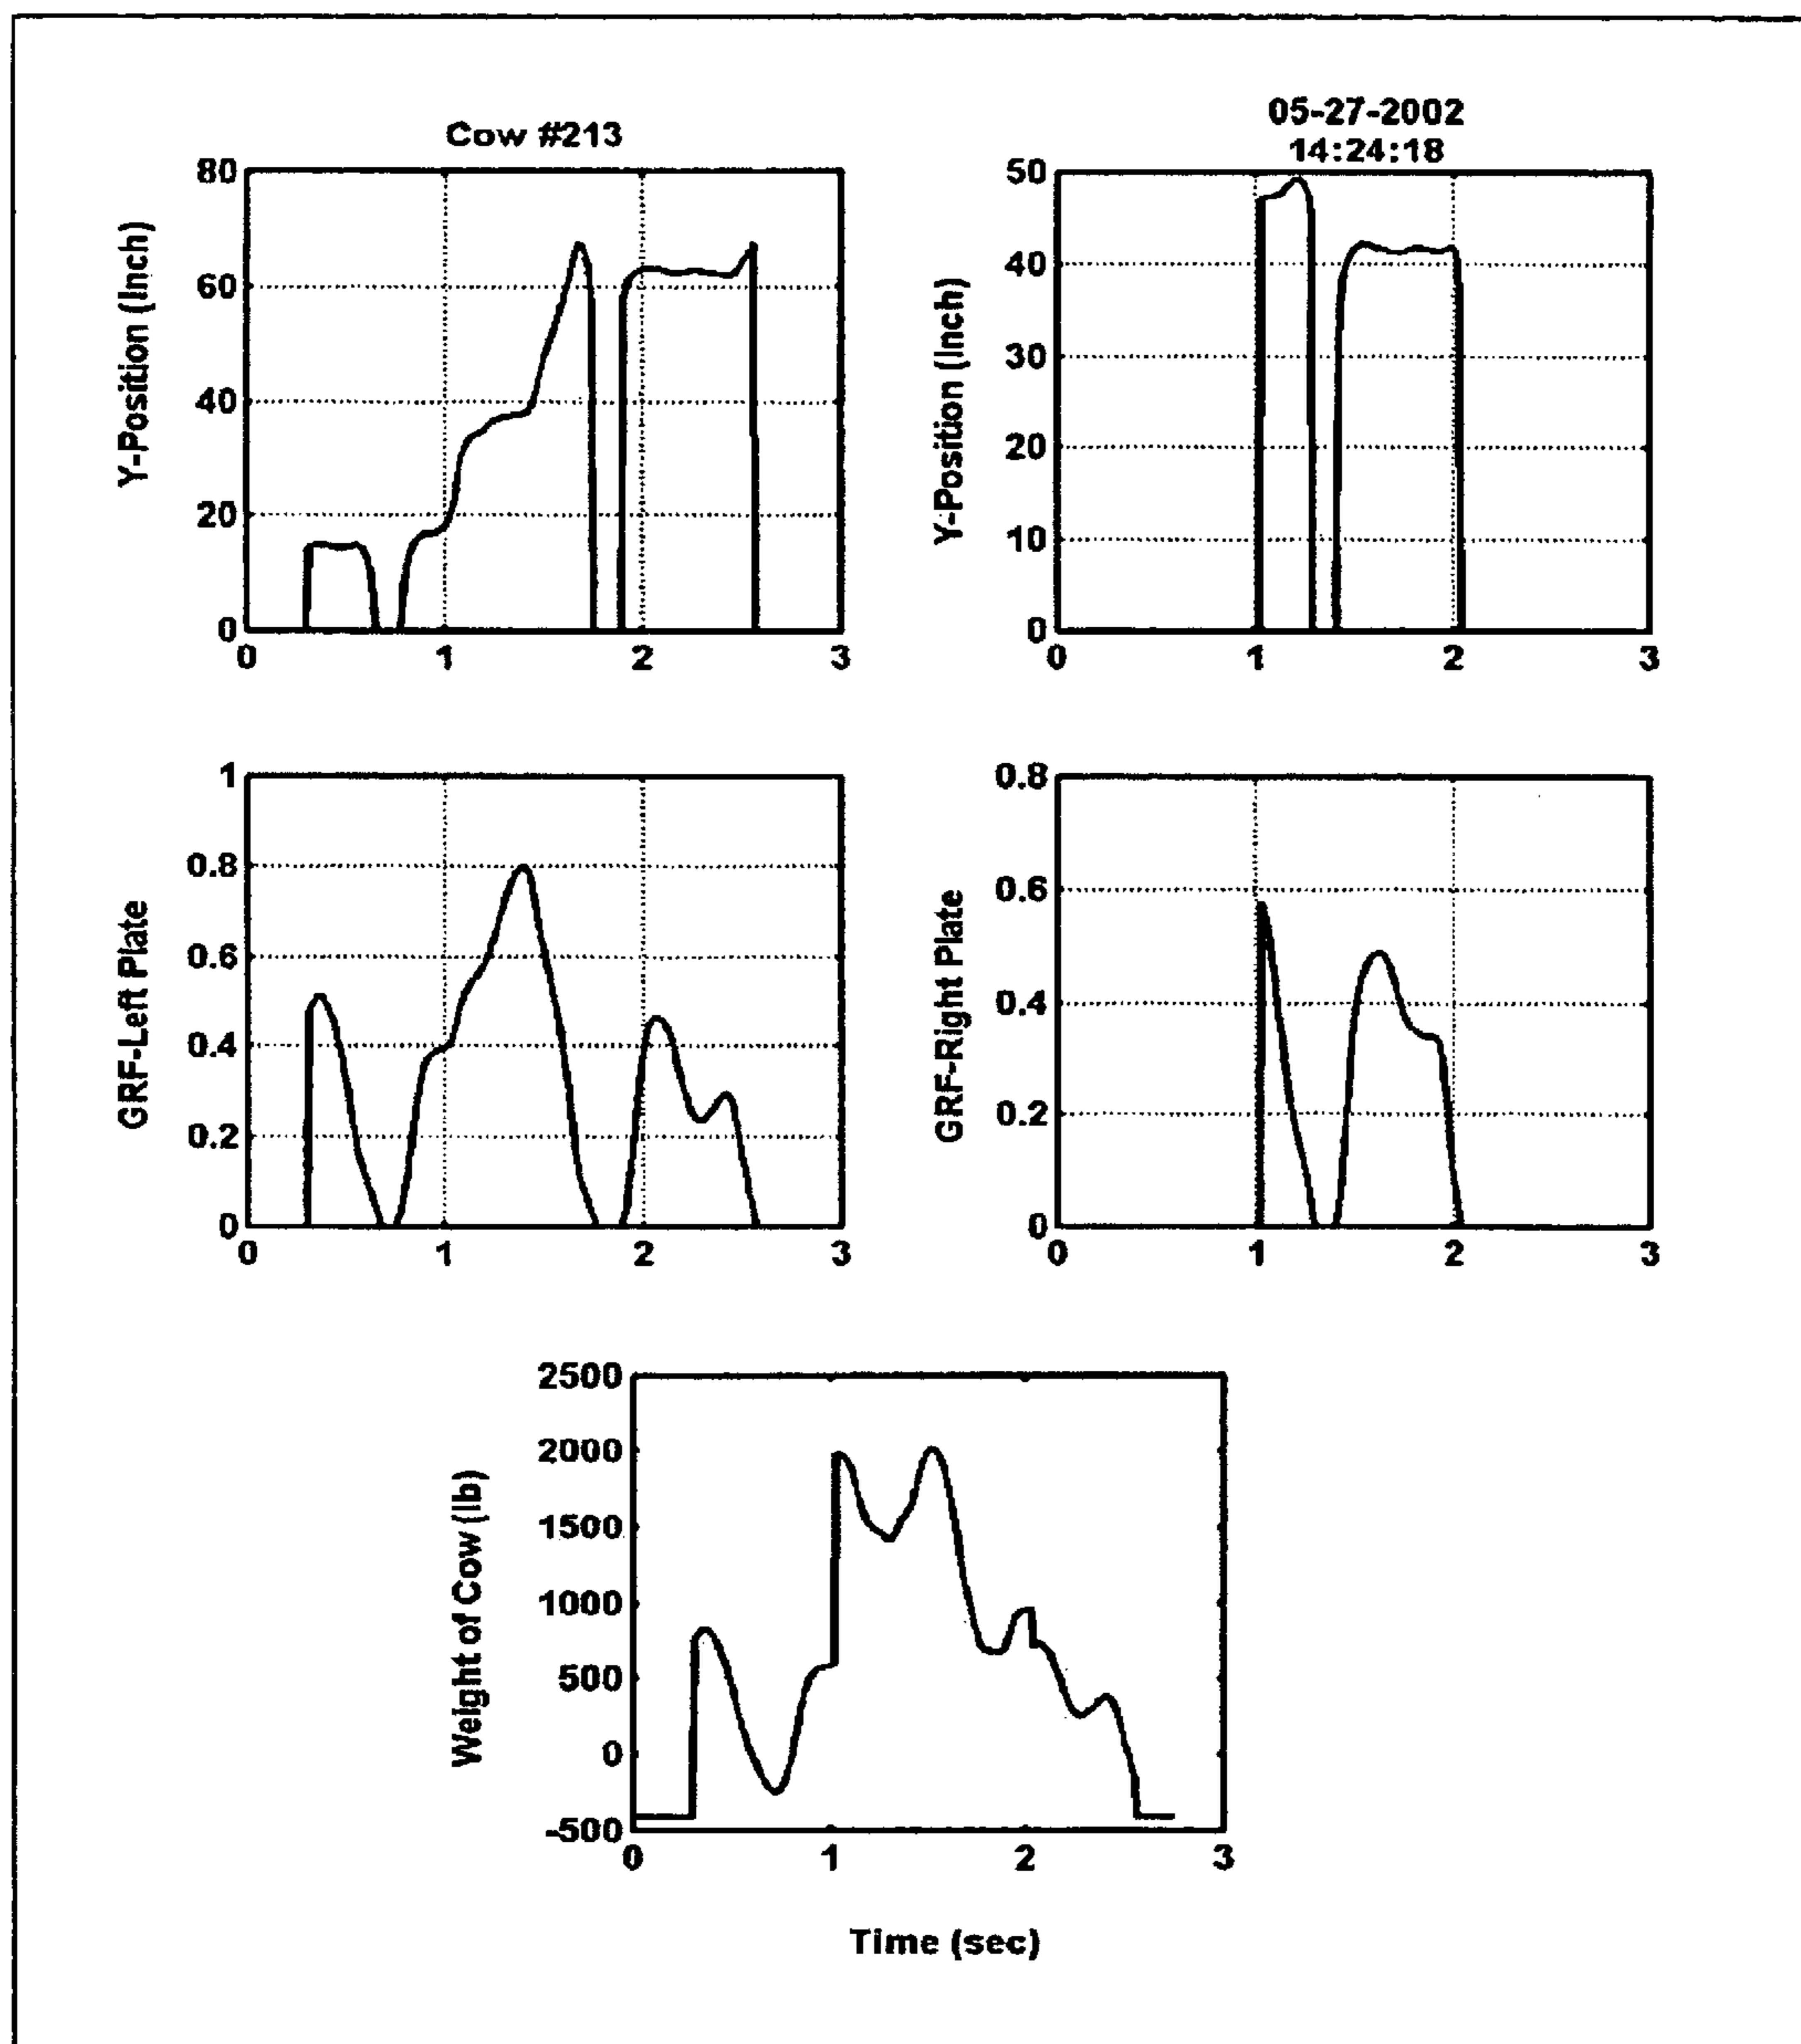 Cow #213
05-27-2002
14:24:18
Y-Position (Inch)
80
60
40
20
0
0 1 2 3
Y-Position (Inch)
50
40
30
20
10
0
0 1 2 3
GRF-Left Plate
1
0.8
0.6
0.4
0.2
0
0 1 2 3
GRF-Right Plate
0.8
0.6
0.4
0.2
0
0 1 2 3
Weight of Cow (lb)
2500
2000
1500
1000
500
0
-500
0 1 2 3
Time (sec)